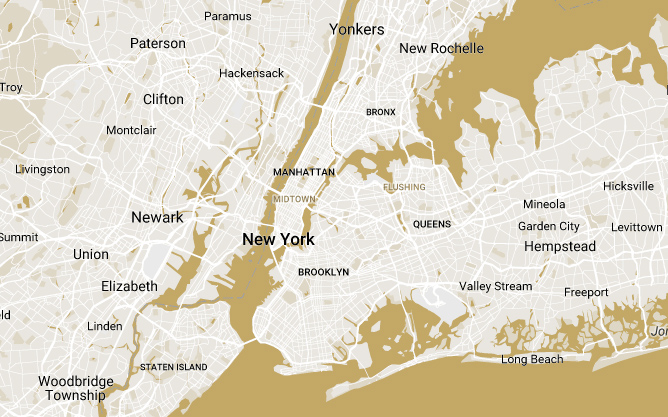 Paramus
Yonkers
Paterson
New Rochelle
Hackensack
Troy
Clifton
BRONX
Montclair
Livingston
MANHATTAN
FLUSHING
Hicksville
MIDTOWN
Mineola
Newark
QUEENS
Garden City
Levittown
Summit
New York
Hempstead
Union
BROOKLYN
Elizabeth
Valley Stream
Freeport
Linden
Long Beach
STATEN ISLAND
Woodbridge
Township